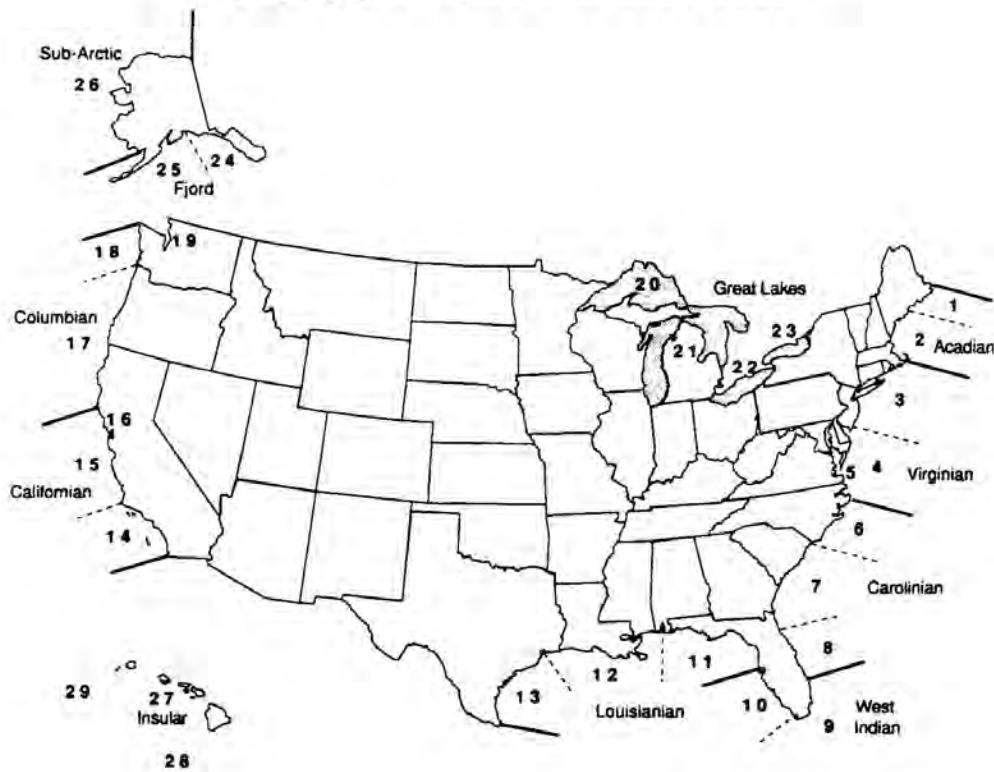 Sub-Arctic
26
25
24
Fjord
18
19
Columbian
17
16
15
Californian
14
20
Great Lakes
21
22
23
1
2
Acadian
3
4
5
Virginian
6
7
Carolinian
8
9
West
Indian
10
11
12
13
Louisianian
29
27
Insular
28